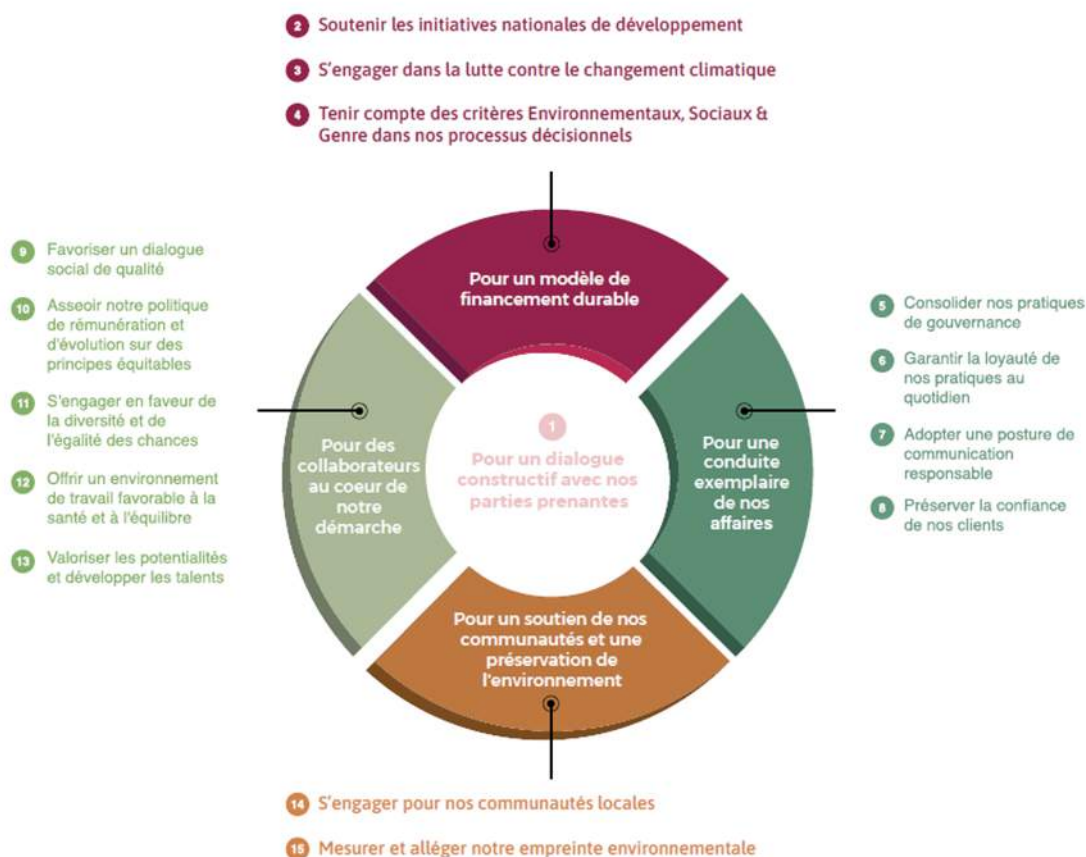 2 Soutenir les initiatives nationales de développement
3 S'engager dans la lutte contre le changement climatique
4 Tenir compte des critères Environnementaux, Sociaux &
Genre dans nos processus décisionnels
Pour un modèle de
financement durable
9 Favoriser un dialogue
social de qualité
10 Asseoir notre politique
de rémunération et
d'évolution sur des
principes équitables
11 S'engager en faveur de
la diversité et de
l'égalité des chances
12 Offrir un environnement
de travail favorable à la
santé et à l'équilibre
13 Valoriser les potentialités
et développer les talents
Pour des
collaborateurs
au coeur de
notre
démarche
1
Pour un dialogue
constructif avec nos
parties prenantes
Pour une
conduite
exemplaire
de nos
affaires
5 Consolider nos pratiques
de gouvernance
6 Garantir la loyauté de
nos pratiques au
quotidien
7 Adopter une posture de
communication
responsable
8 Préserver la confiance
de nos clients
Pour un soutien de nos
communautés et une
préservation de
l'environnement
14 S'engager pour nos communautés locales
15 Mesurer et alléger notre empreinte environnementale